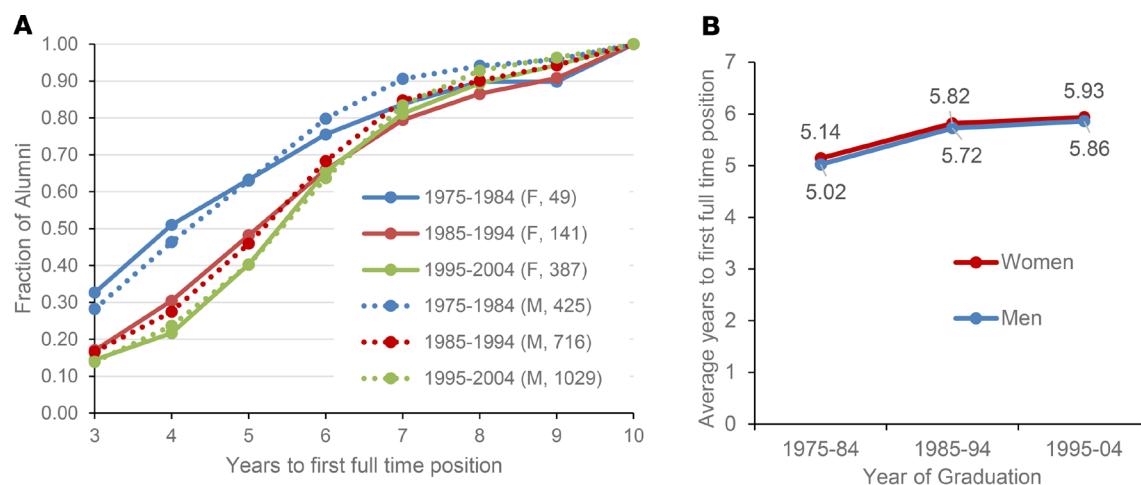 A
1.00
0.90
0.80
0.70
0.60
0.50
0.40
0.30
0.20
0.10
0.00
Fraction of Alumni
3 4 5 6 7 8 9 10
Years to first full time position
1975-1984 (F, 49)
1985-1994 (F, 141)
1995-2004 (F, 387)
1975-1984 (M, 425)
1985-1994 (M, 716)
1995-2004 (M, 1029)
B
7
6
5
4
3
2
1
0
Average years to first full time position
5.14 5.82 5.93
5.02 5.72 5.86
Women
Men
1975-84 1985-94 1995-04
Year of Graduation